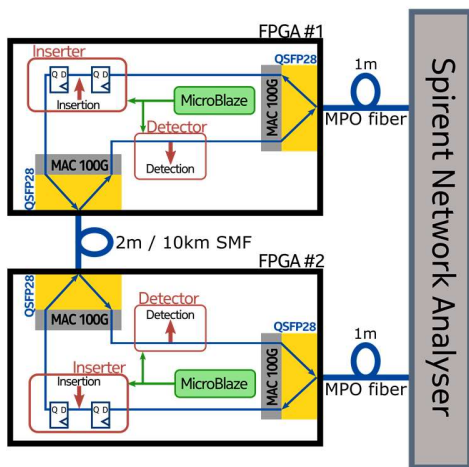 FPGA #1
Inserter
QSFP28
Q D
Q D
Insertion
MicroBlaze
MAC 100G
Detector
Detection
MAC 100G
QSFP28
1m
MPO fiber
Spirent Network Analyser
2m / 10km SMF
FPGA #2
QSFP28
MAC 100G
Detector
Detection
QSFP28
MAC 100G
Inserter
Insertion
Q D
Q D
MicroBlaze
1m
MPO fiber